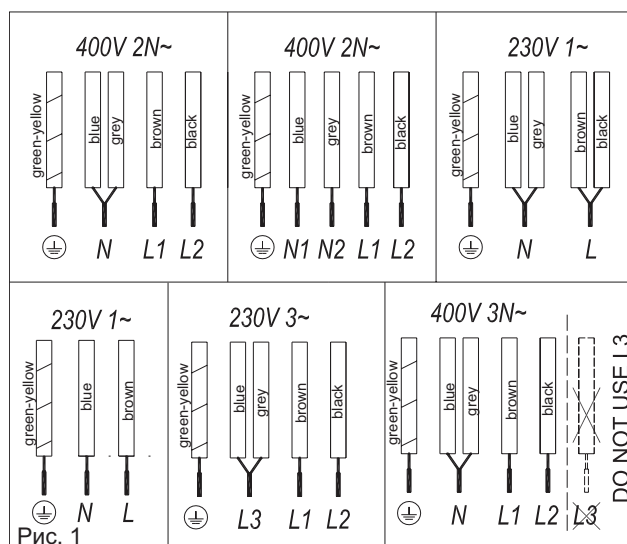 400V 2N~
green-yellow
blue
grey
brown
black
N L1 L2
400V 2N~
green-yellow
blue
grey
brown
black
N1 N2 L1 L2
230V 1~
green-yellow
blue
grey
brown
black
N L
230V 1~
green-yellow
blue
brown
N L
230V 3~
green-yellow
blue
grey
brown
black
L3 L1 L2
400V 3N~
green-yellow
blue
grey
brown
black
N L1 L2 L3
DO NOT USE L3
Рис. 1